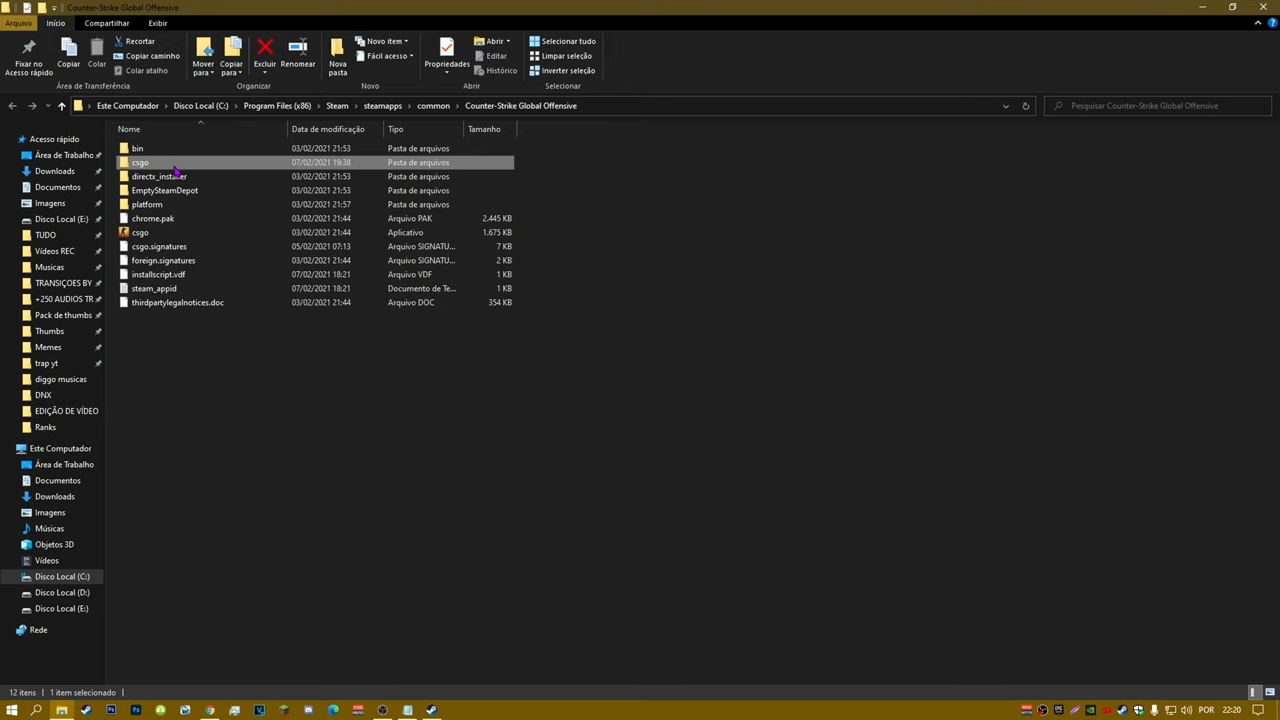 Counter-Strike Global Offensive
Arquivo Início Compartilhar Exibir
Fixar no Acesso rápido
Copiar
Colar
Recortar
Copiar caminho
Colar atalho
Mover para
Copiar para
Excluir
Renomear
Nova pasta
Novo item
Fácil acesso
Propriedades
Abrir
Editar
Histórico
Selecionar tudo
Limpar seleção
Inverter seleção
Área de Transferência Organizar Novo Abrir Selecionar
Este Computador Disco Local (C:) Program Files (x86) Steam steamapps common Counter-Strike Global Offensive
Pesquisar Counter-Strike Global Offensive
Nome Data de modificação Tipo Tamanho
bin 03/02/2021 21:53 Pasta de arquivos
csgo 07/02/2021 19:38 Pasta de arquivos
directx_installer 03/02/2021 21:53 Pasta de arquivos
EmptySteamDepot 03/02/2021 21:53 Pasta de arquivos
platform 03/02/2021 21:57 Pasta de arquivos
chrome.pak 03/02/2021 21:44 Arquivo PAK 2.445 KB
csgo 03/02/2021 21:44 Aplicativo 1.675 KB
csgo.signatures 05/02/2021 07:13 Arquivo SIGNATU... 7 KB
foreign.signatures 03/02/2021 21:44 Arquivo SIGNATU... 2 KB
installscript.vdf 07/02/2021 18:21 Arquivo VDF 1 KB
steam_appid 07/02/2021 18:21 Documento de Te... 1 KB
thirdpartylegalnotices.doc 03/02/2021 21:44 Arquivo DOC 354 KB
Acesso rápido
Área de Trabalho
Downloads
Documentos
Imagens
Disco Local (E:)
TUDO
Vídeos REC
Musicas
TRANSIÇOES BY
+250 AUDIOS TR
Pack de thumbs
Thumbs
Memes
trap yt
diggo musicas
DNX
EDIÇÃO DE VÍDEO
Ranks
Este Computador
Área de Trabalho
Documentos
Downloads
Imagens
Músicas
Objetos 3D
Vídeos
Disco Local (C:)
Disco Local (D:)
Disco Local (E:)
Rede
12 itens 1 item selecionado
POR 22:20